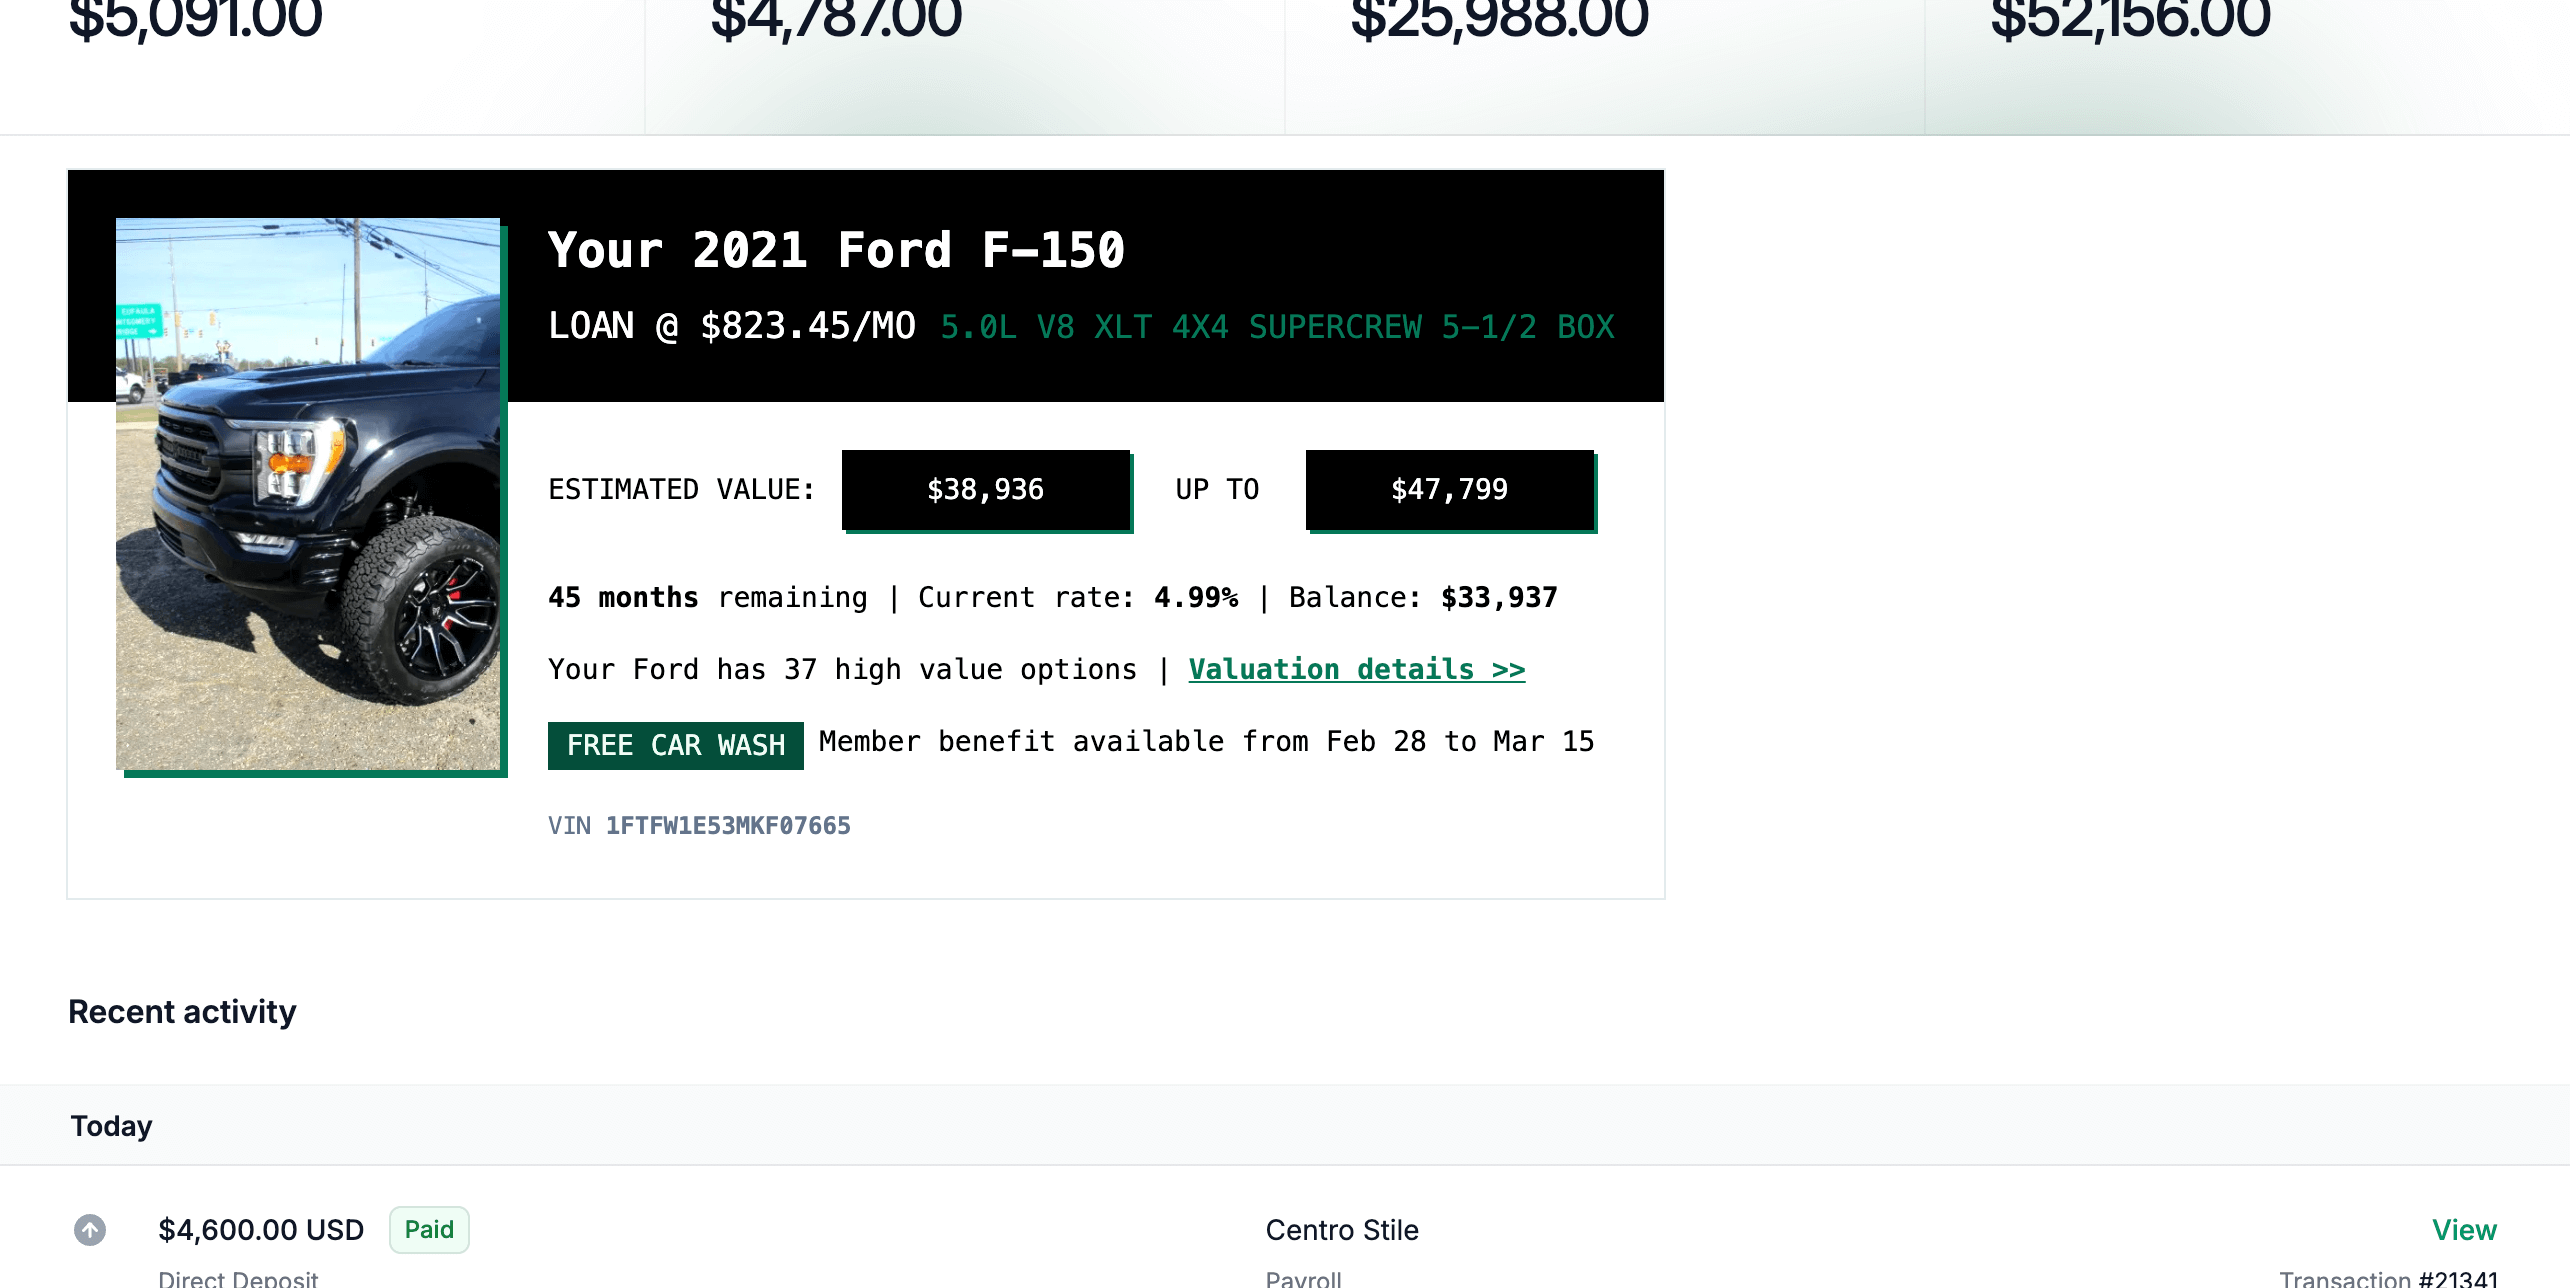 $5,091.00
$4,787.00
$25,988.00
$52,156.00
Your 2021 Ford F-150
LOAN @ $823.45/MO 5.0L V8 XLT 4X4 SUPERCREW 5-1/2 BOX
EUFAULA
ESTIMATED VALUE: $38,936 UP TO $47,799
45 months remaining | Current rate: 4.99% | Balance: $33,937
Your Ford has 37 high value options | Valuation details >>
FREE CAR WASH Member benefit available from Feb 28 to Mar 15
VIN 1FTFW1E53MKF07665
Recent activity
Today
$4,600.00 USD Paid
Direct Deposit
Centro Stile
Payroll
View
Transaction #21341